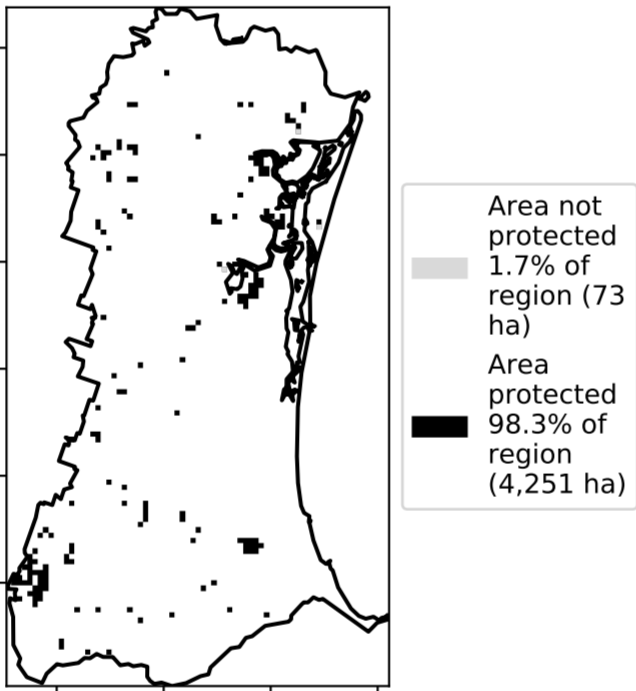 Area not
protected
1.7% of
region (73
ha)
Area
protected
98.3% of
region
(4,251 ha)